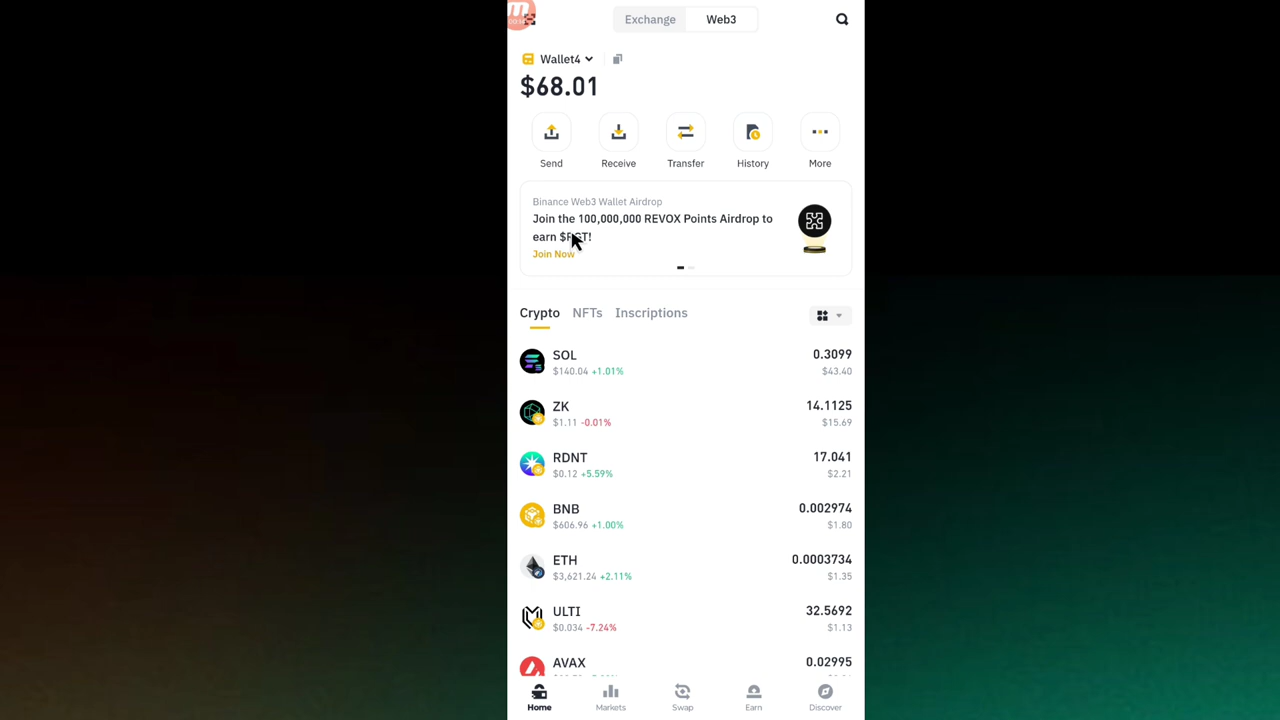 Exchange
Web3
Wallet4
$68.01
Send
Receive
Transfer
History
More
Binance Web3 Wallet Airdrop
Join the 100,000,000 REVOX Points Airdrop to
earn
Join Now
Crypto
NFTs
Inscriptions
SOL
0.3099
$140.04 +1.01%
$43.40
ZK
14.1125
$1.11 -0.01%
$15.69
RDNT
17.041
$0.12 +5.59%
$2.21
BNB
0.002974
$606.96 +1.00%
$1.80
ETH
0.0003734
$3,621.24 +2.11%
$1.35
ULTI
32.5692
$0.034 -7.24%
$1.13
AVAX
0.02995
Home
Markets
Swap
Earn
Discover